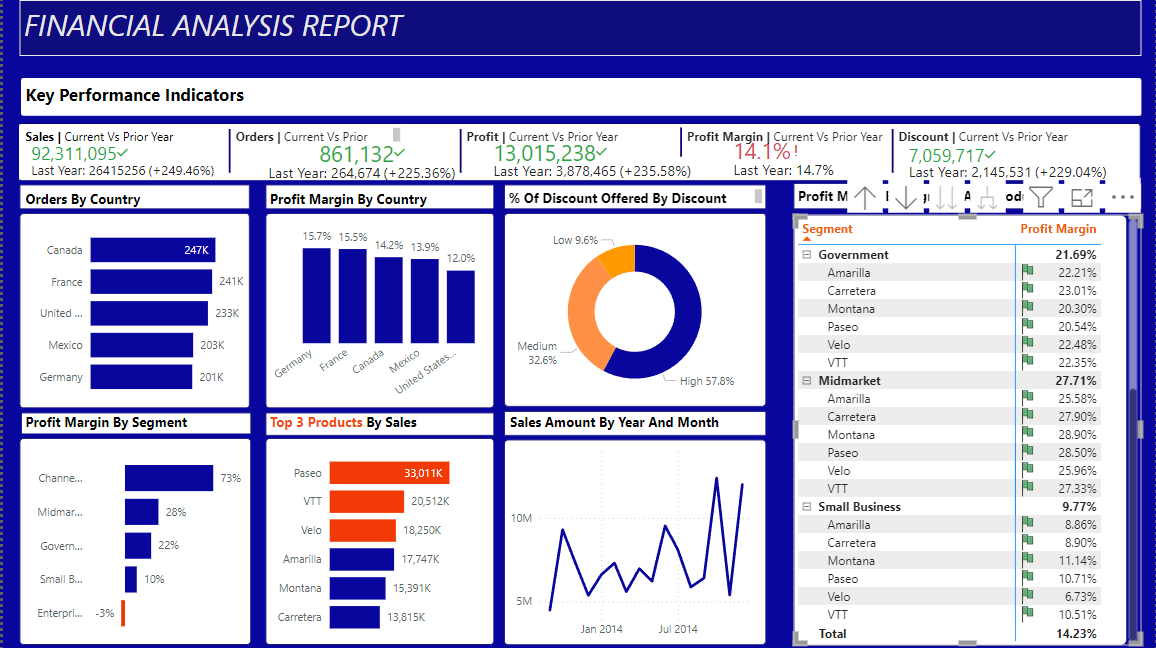 FINANCIAL ANALYSIS REPORT
Key Performance Indicators
Sales | Current Vs Prior Year
92,311,095
Last Year: 26415256 (+249.46%)
Orders | Current Vs Prior
861,132
Last Year: 264,674 (+225.36%)
Profit | Current Vs Prior Year
13,015,238
Last Year: 3,878,465 (+235.58%)
Profit Margin | Current Vs Prior Year
14.1%!
Last Year: 14.7%
Discount | Current Vs Prior Year
7,059,717
Last Year: 2,145,531 (+229.04%)
Orders By Country
Canada 247K
France 241K
United ... 233K
Mexico 203K
Germany 201K
Profit Margin By Country
15.7% 15.5% 14.2% 13.9% 12.0%
Germany France Canada Mexico United States...
% Of Discount Offered By Discount
Low 9.6%
Medium
32.6%
High 57.8%
Profit Margin By Segment
Channe... 73%
Midmar... 28%
Govern... 22%
Small B... 10%
Enterpri... -3%
Top 3 Products By Sales
Paseo 33,011K
VTT 20,512K
Velo 18,250K
Amarilla 17,747K
Montana 15,391K
Carretera 13,815K
Sales Amount By Year And Month
10M
5M
Jan 2014 Jul 2014
Profit
Segment Profit Margin
Government 21.69%
Amarilla 22.21%
Carretera 23.01%
Montana 20.30%
Paseo 20.54%
Velo 22.48%
VTT 22.35%
Midmarket 27.71%
Amarilla 25.58%
Carretera 27.90%
Montana 28.90%
Paseo 28.50%
Velo 25.96%
VTT 27.33%
Small Business 9.77%
Amarilla 8.86%
Carretera 8.90%
Montana 11.14%
Paseo 10.71%
Velo 6.73%
VTT 10.51%
Total 14.23%